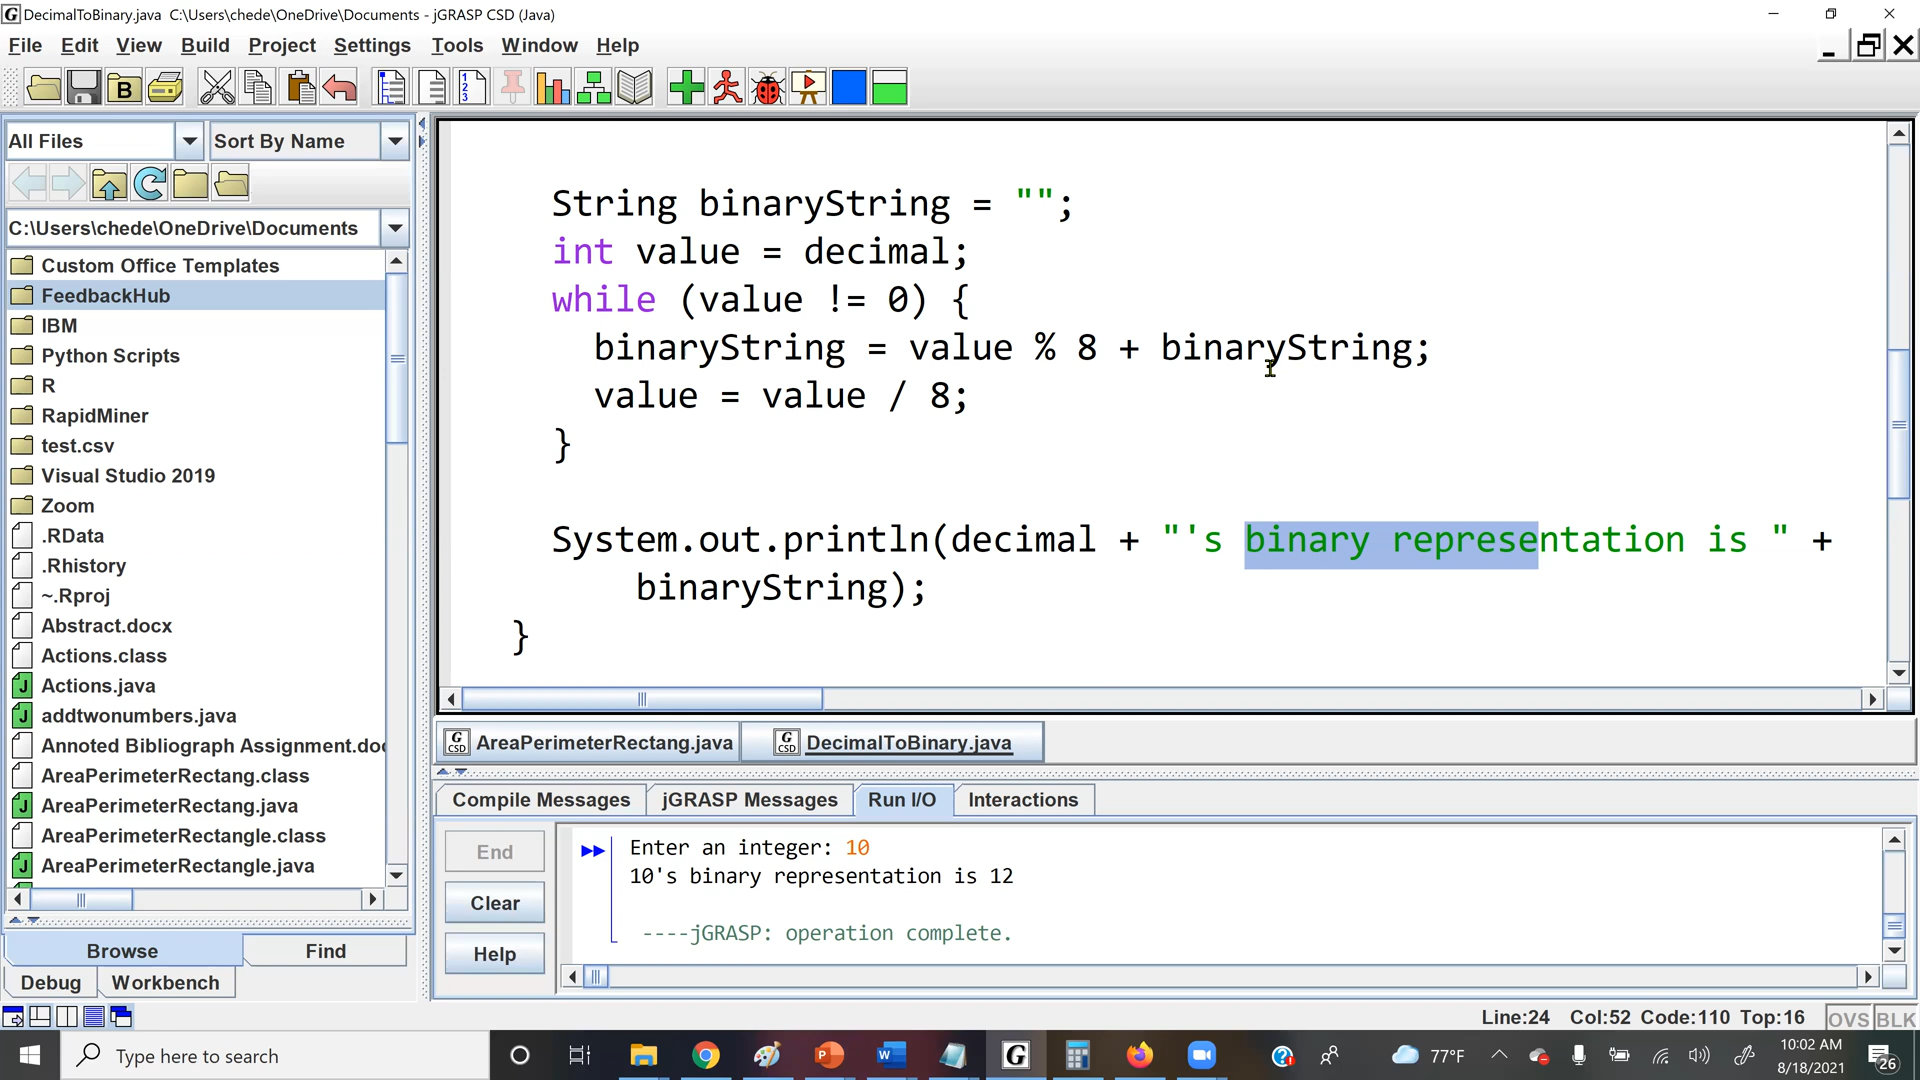 DecimalToBinary.java  C:\Users\chede\OneDrive\Documents - jGRASP CSD (Java)
File Edit View Build Project Settings Tools Window Help
All Files
Sort By Name
C:\Users\chede\OneDrive\Documents
Custom Office Templates
FeedbackHub
IBM
Python Scripts
R
RapidMiner
test.csv
Visual Studio 2019
Zoom
.RData
.Rhistory
~.Rproj
Abstract.docx
Actions.class
Actions.java
addtwonumbers.java
Annoted Bibliograph Assignment.do
AreaPerimeterRectang.class
AreaPerimeterRectang.java
AreaPerimeterRectangle.class
AreaPerimeterRectangle.java
Browse Find
Debug Workbench
String binaryString = "";
int value = decimal;
while (value != 0) {
binaryString = value % 8 + binaryString;
value = value / 8;
}
System.out.println(decimal + "'s binary representation is " +
binaryString);
}
AreaPerimeterRectang.java DecimalToBinary.java
Compile Messages jGRASP Messages Run I/O Interactions
End
Clear
Help
Enter an integer: 10
10's binary representation is 12
----jGRASP: operation complete.
Line:24 Col:52 Code:110 Top:16 OVS BLK
Type here to search
77°F
10:02 AM
8/18/2021
26